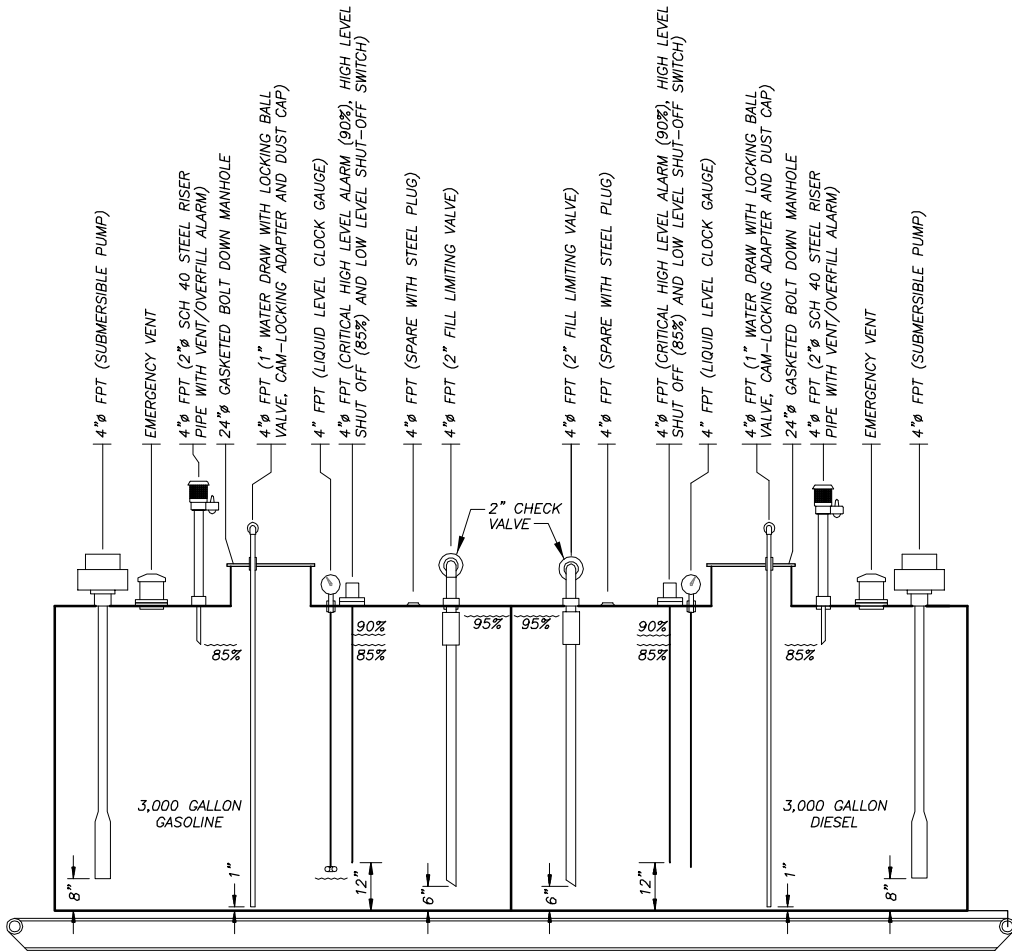 4"ø FPT (SUBMERSIBLE PUMP)
EMERGENCY VENT
4"ø FPT (2"ø SCH 40 STEEL RISER
PIPE WITH VENT/OVERFILL ALARM)
24"ø GASKETED BOLT DOWN MANHOLE
4"ø FPT (1" WATER DRAW WITH LOCKING BALL
VALVE, CAM-LOCKING ADAPTER AND DUST CAP)
4" FPT (LIQUID LEVEL CLOCK GAUGE)
4"ø FPT (CRITICAL HIGH LEVEL ALARM (90%), HIGH LEVEL
SHUT OFF (85%) AND LOW LEVEL SHUT-OFF SWITCH)
4"ø FPT (SPARE WITH STEEL PLUG)
4"ø FPT (2" FILL LIMITING VALVE)
4"ø FPT (2" FILL LIMITING VALVE)
4"ø FPT (SPARE WITH STEEL PLUG)
4"ø FPT (CRITICAL HIGH LEVEL ALARM (90%), HIGH LEVEL
SHUT OFF (85%) AND LOW LEVEL SHUT-OFF SWITCH)
4" FPT (LIQUID LEVEL CLOCK GAUGE)
4"ø FPT (1" WATER DRAW WITH LOCKING BALL
VALVE, CAM-LOCKING ADAPTER AND DUST CAP)
24"ø GASKETED BOLT DOWN MANHOLE
4"ø FPT (2"ø SCH 40 STEEL RISER
PIPE WITH VENT/OVERFILL ALARM)
EMERGENCY VENT
4"ø FPT (SUBMERSIBLE PUMP)
2" CHECK
VALVE
85%
90%
85%
95%
95%
90%
85%
85%
3,000 GALLON
GASOLINE
3,000 GALLON
DIESEL
8"
1"
12"
6"
6"
12"
1"
8"